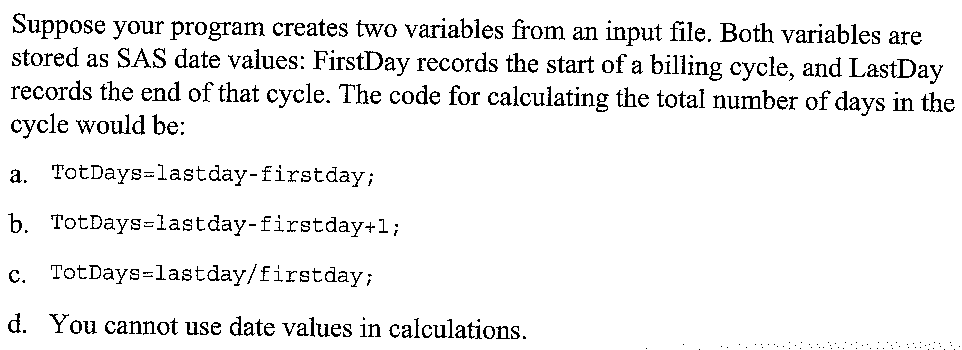 Suppose your program creates two variables from an input file. Both variables are
stored as SAS date values: FirstDay records the start of a billing cycle, and LastDay
records the end of that cycle. The code for calculating the total number of days in the
cycle would be:
a. TotDays=lastday-firstday;
b. TotDays=lastday-firstday+1;
c. TotDays=lastday/firstday;
d. You cannot use date values in calculations.